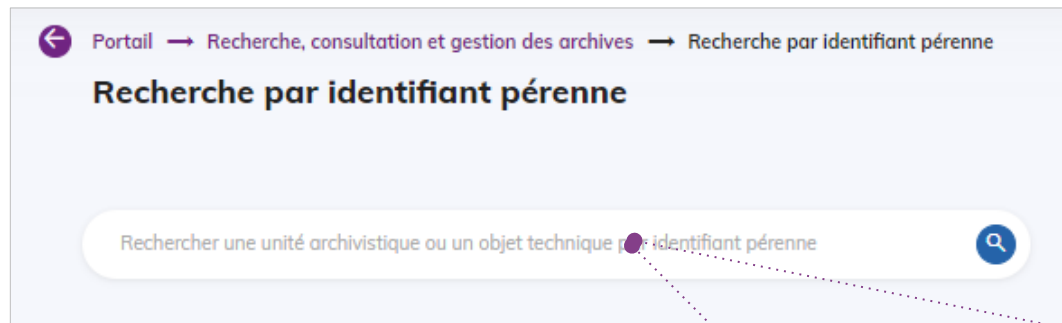 Portail → Recherche, consultation et gestion des archives → Recherche par identifiant pérenne
Recherche par identifiant pérenne
Rechercher une unité archivistique ou un objet technique par identifiant pérenne